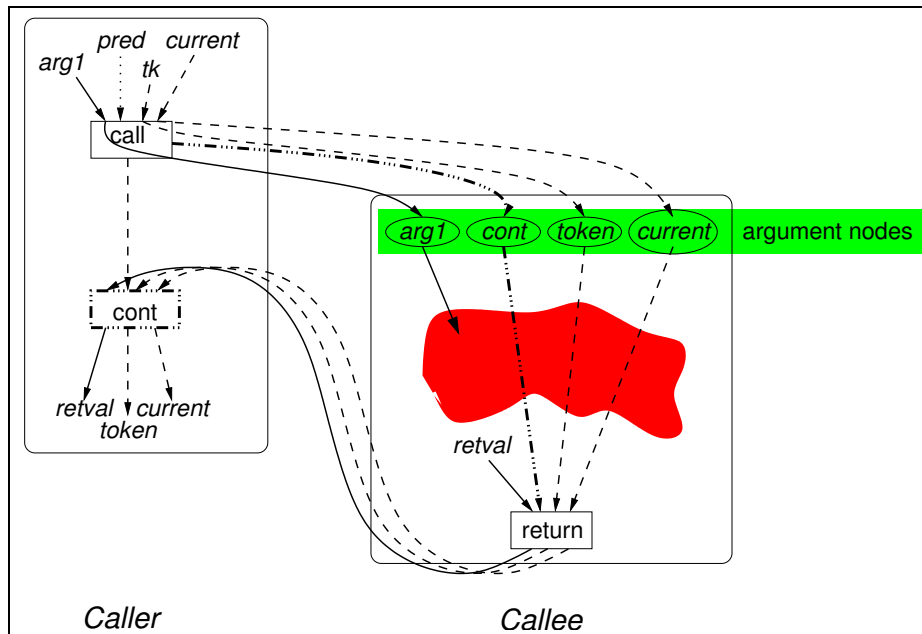 pred
current
arg1
tk
call
arg1
cont
token
current
argument nodes
cont
retval
current
token
retval
return
Caller
Callee